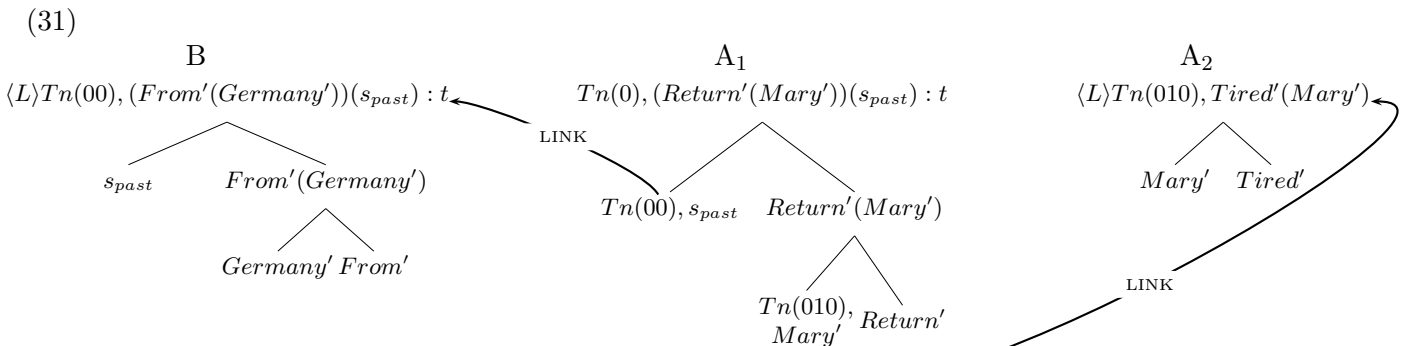 (31)
B A₁ A₂
⟨L⟩Tn(00), (From′(Germany′))(s_past) : t Tn(0), (Return′(Mary′))(s_past) : t ⟨L⟩Tn(010), Tired′(Mary′)
LINK
s_past From′(Germany′) Tn(00), s_past Return′(Mary′) Mary′ Tired′
Germany′ From′
LINK
Tn(010),
Mary′ Return′